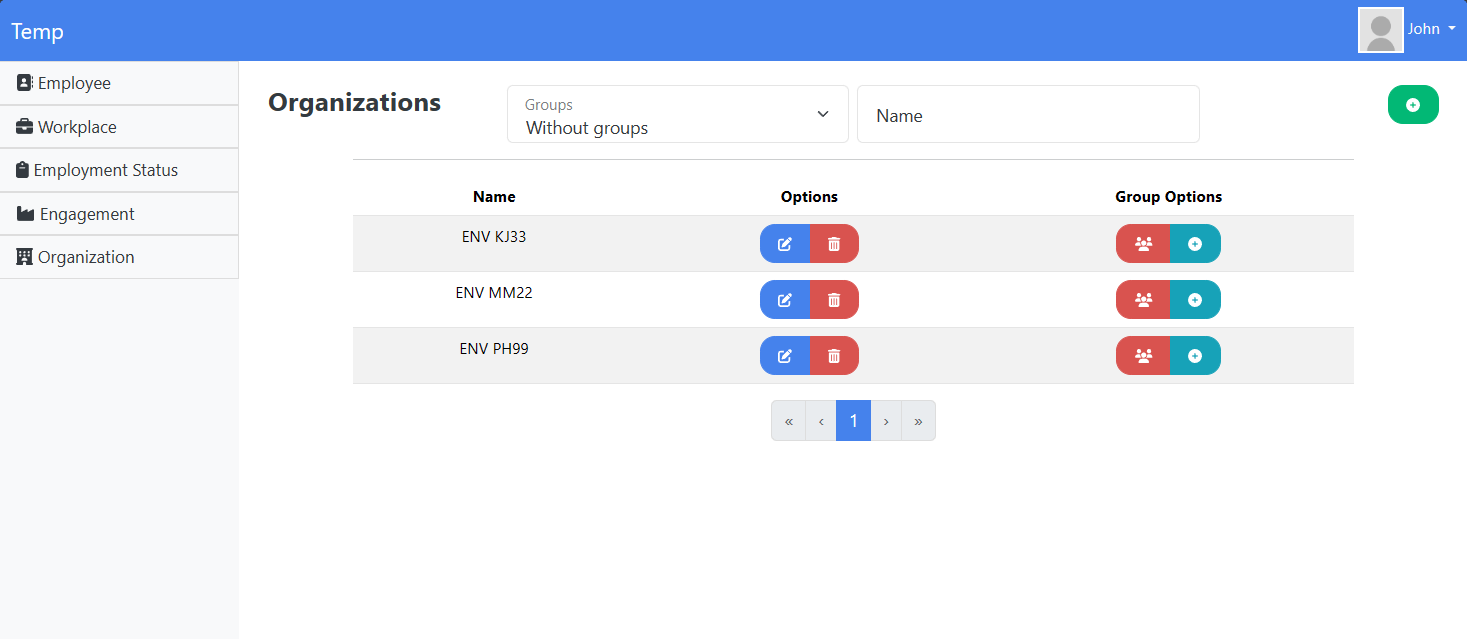 Temp
John
Employee
Workplace
Employment Status
Engagement
Organization
Organizations
Groups
Without groups
Name
Name Options Group Options
ENV KJ33
ENV MM22
ENV PH99
« ‹ 1 › »